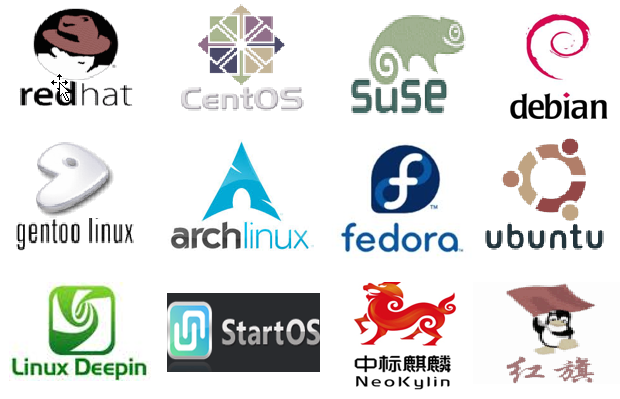 redhat
CentOS
SUSE
debian
gentoo linux
archlinux
fedora
ubuntu
Linux Deepin
StartOS
中标麒麟
NeoKylin
红旗